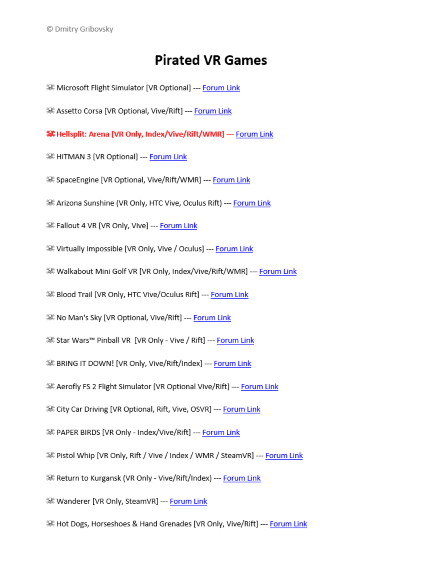 © Dmitry Gribovsky
Pirated VR Games
Microsoft Flight Simulator [VR Optional] --- Forum Link
Assetto Corsa [VR Optional, Vive/Rift] --- Forum Link
Hellsplit: Arena [VR Only, Index/Vive/Rift/WMR] --- Forum Link
HITMAN 3 [VR Optional] --- Forum Link
SpaceEngine [VR Optional, Vive/Rift/WMR] --- Forum Link
Arizona Sunshine (VR Only, HTC Vive, Oculus Rift) --- Forum Link
Fallout 4 VR [VR Only, Vive] --- Forum Link
Virtually Impossible (VR Only, Vive / Oculus] --- Forum Link
Walkabout Mini Golf VR [VR Only, Index/Vive/Rift/WMR] --- Forum Link
Blood Trail [VR Only, HTC Vive/Oculus Rift] --- Forum Link
No Man's Sky [VR Optional, Vive/Rift] --- Forum Link
Star Wars™ Pinball VR [VR Only - Vive / Rift] --- Forum Link
BRING IT DOWN! [VR Only, Vive/Rift/Index] --- Forum Link
Aerofly FS 2 Flight Simulator [VR Optional Vive/Rift] --- Forum Link
City Car Driving [VR Optional, Rift, Vive, OSVR] --- Forum Link
PAPER BIRDS [VR Only - Index/Vive/Rift] --- Forum Link
Pistol Whip [VR Only, Rift / Vive / Index / WMR / SteamVR] --- Forum Link
Return to Kurgansk (VR Only - Vive/Rift/Index) --- Forum Link
Wanderer [VR Only, SteamVR] --- Forum Link
Hot Dogs, Horseshoes & Hand Grenades [VR Only, Vive/Rift] --- Forum Link